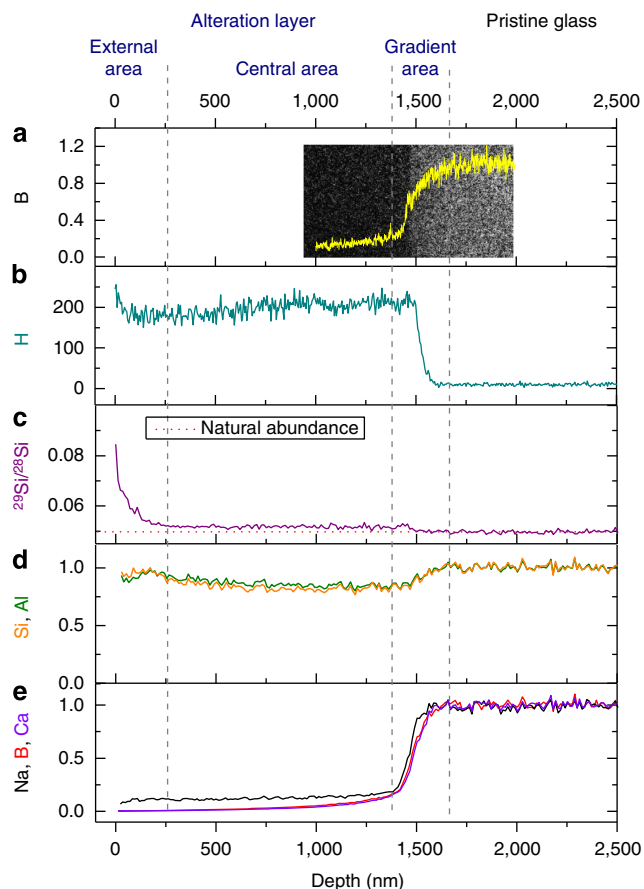 Alteration layer Pristine glass
External area Central area Gradient area
0 500 1,000 1,500 2,000 2,500
a
B
1.2
0.8
0.4
0.0
b
H
200
100
0
c
29Si/28Si
Natural abundance
0.08
0.06
d
Si, Al
1.0
0.5
0.0
e
Na, B, Ca
1.0
0.5
0.0
0 500 1,000 1,500 2,000 2,500
Depth (nm)